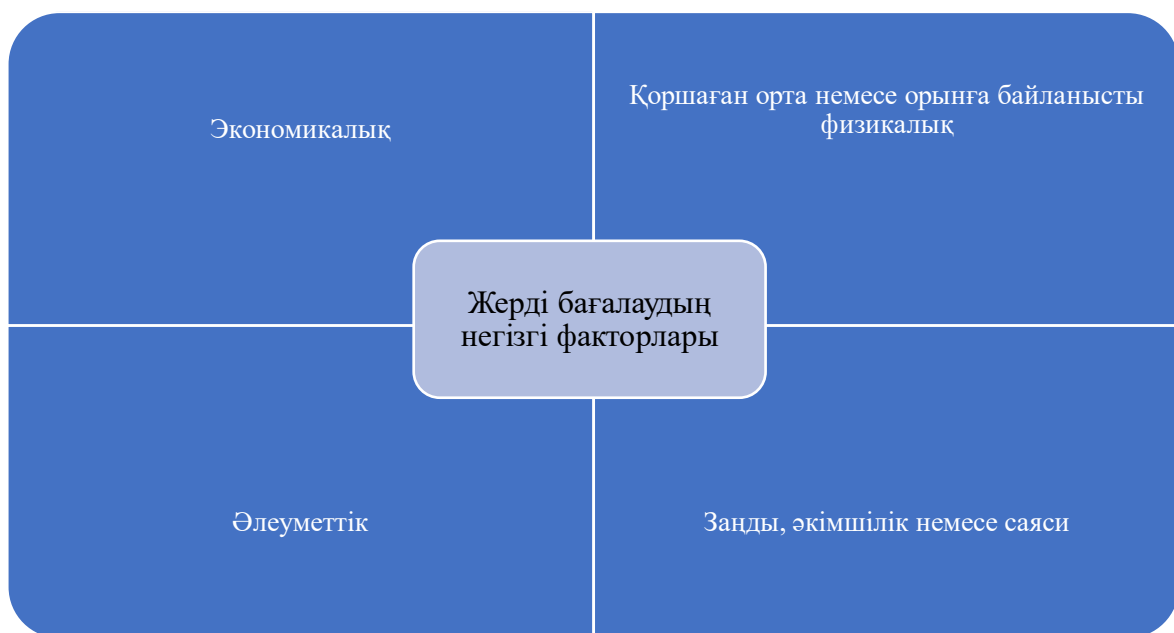 Экономикалық
Қоршаған орта немесе орынға байланысты
физикалық
Жерді бағалаудың
негізгі факторлары
Әлеуметтік
Заңды, әкімшілік немесе саяси